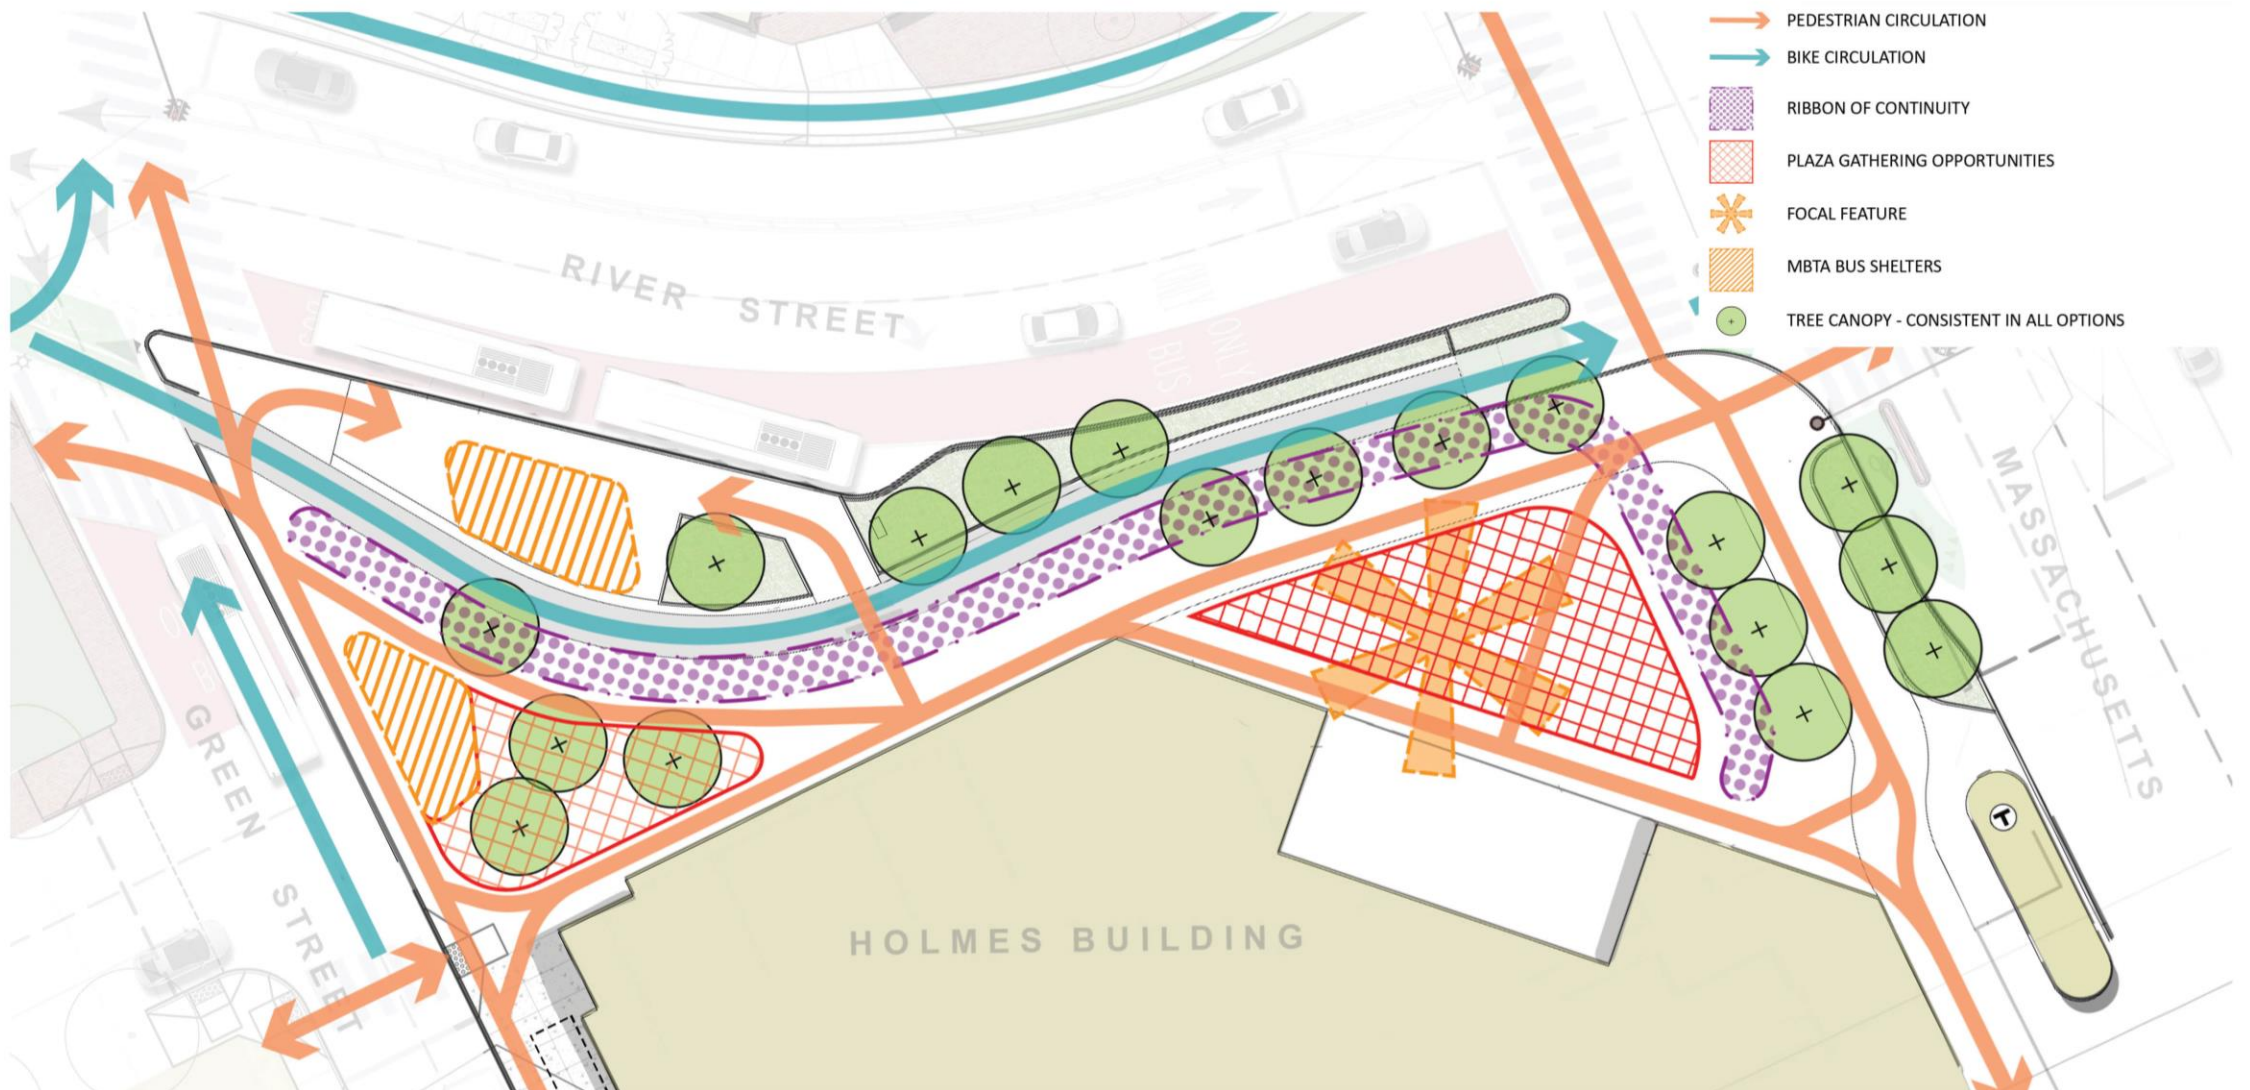 PEDESTRIAN CIRCULATION
BIKE CIRCULATION
RIBBON OF CONTINUITY
PLAZA GATHERING OPPORTUNITIES
FOCAL FEATURE
MBTA BUS SHELTERS
TREE CANOPY - CONSISTENT IN ALL OPTIONS
RIVER STREET
ONLY
BUS
MASSACHUSETTS
GREEN STREET
T
HOLMES BUILDING